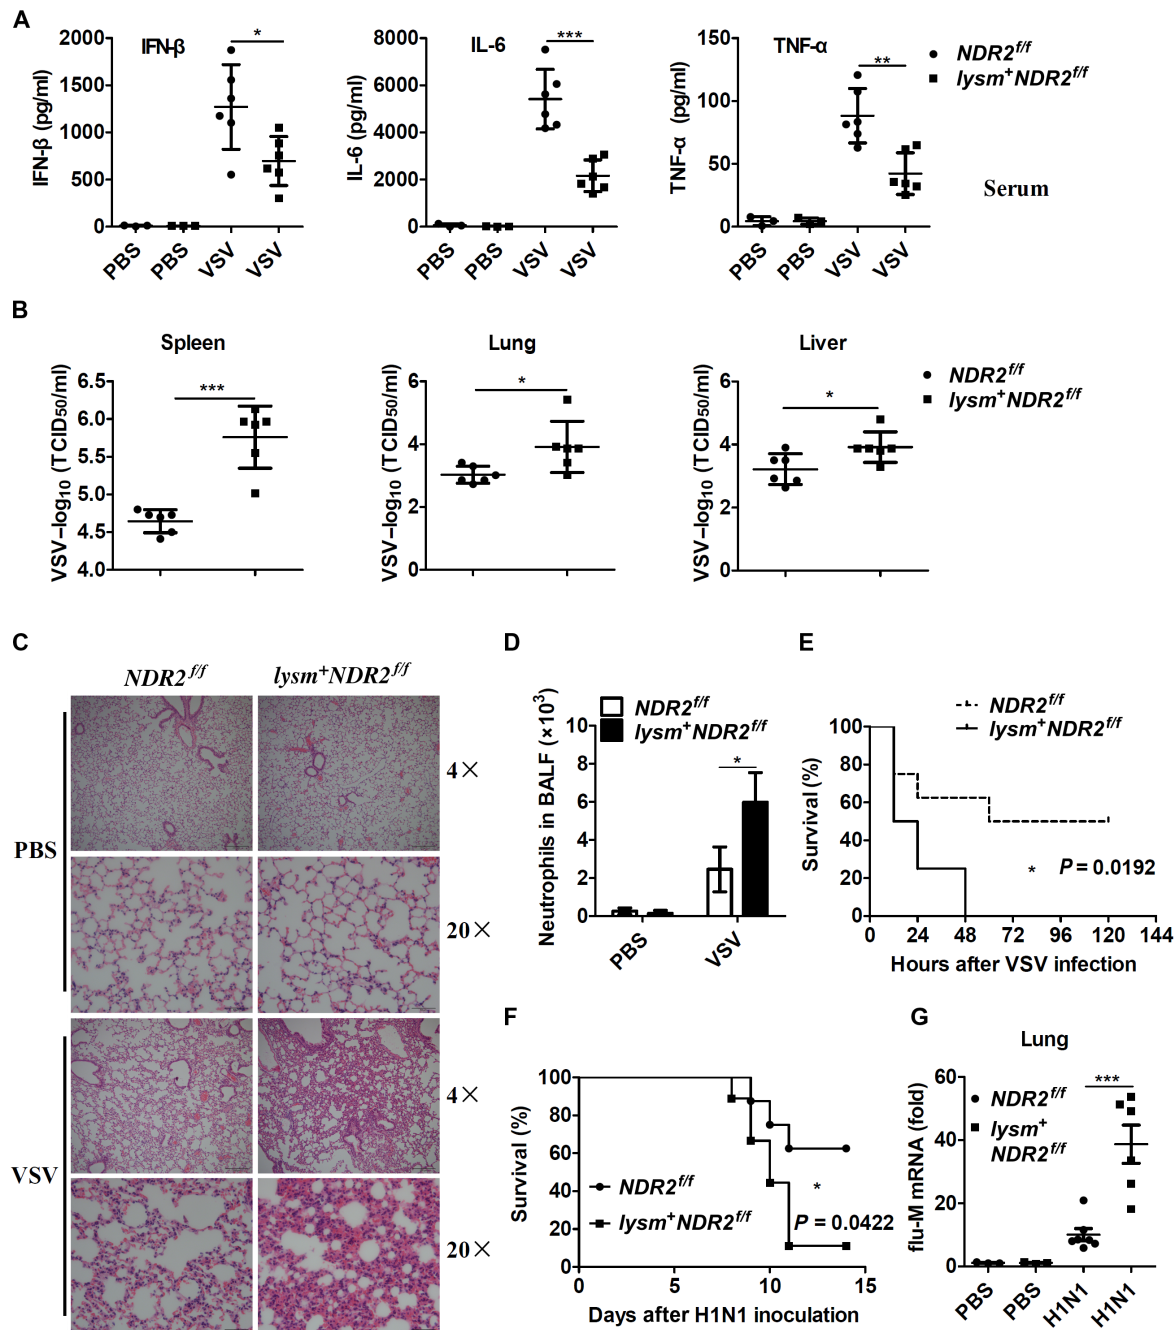 A
IFN-β
IFN-β (pg/ml)
2000
1500
1000
500
0
*
PBS
PBS
VSV
VSV
IL-6
IL-6 (pg/ml)
8000
6000
4000
2000
0
***
PBS
PBS
VSV
VSV
TNF-α
TNF-α (pg/ml)
150
100
50
0
**
PBS
PBS
VSV
VSV
NDR2f/f
lysm+NDR2f/f
Serum
B
Spleen
VSV–log10 (TCID50/ml)
6.5
6.0
5.5
5.0
4.5
4.0
***
Lung
VSV–log10 (TCID50/ml)
6
4
2
0
*
Liver
VSV–log10 (TCID50/ml)
6
4
2
0
*
NDR2f/f
lysm+NDR2f/f
C
NDR2f/f
lysm+NDR2f/f
PBS
4×
20×
VSV
4×
20×
D
NDR2f/f
lysm+NDR2f/f
Neutrophils in BALF (×10³)
10
8
6
4
2
0
*
PBS
VSV
E
NDR2f/f
lysm+NDR2f/f
Survival (%)
100
80
60
40
20
0
* P = 0.0192
0 24 48 72 96 120 144
Hours after VSV infection
F
Survival (%)
100
80
60
40
20
0
NDR2f/f
lysm+NDR2f/f
*
P = 0.0422
0 5 10 15
Days after H1N1 inoculation
G
Lung
flu-M mRNA (fold)
60
40
20
0
NDR2f/f
lysm+
NDR2f/f
***
PBS
PBS
H1N1
H1N1